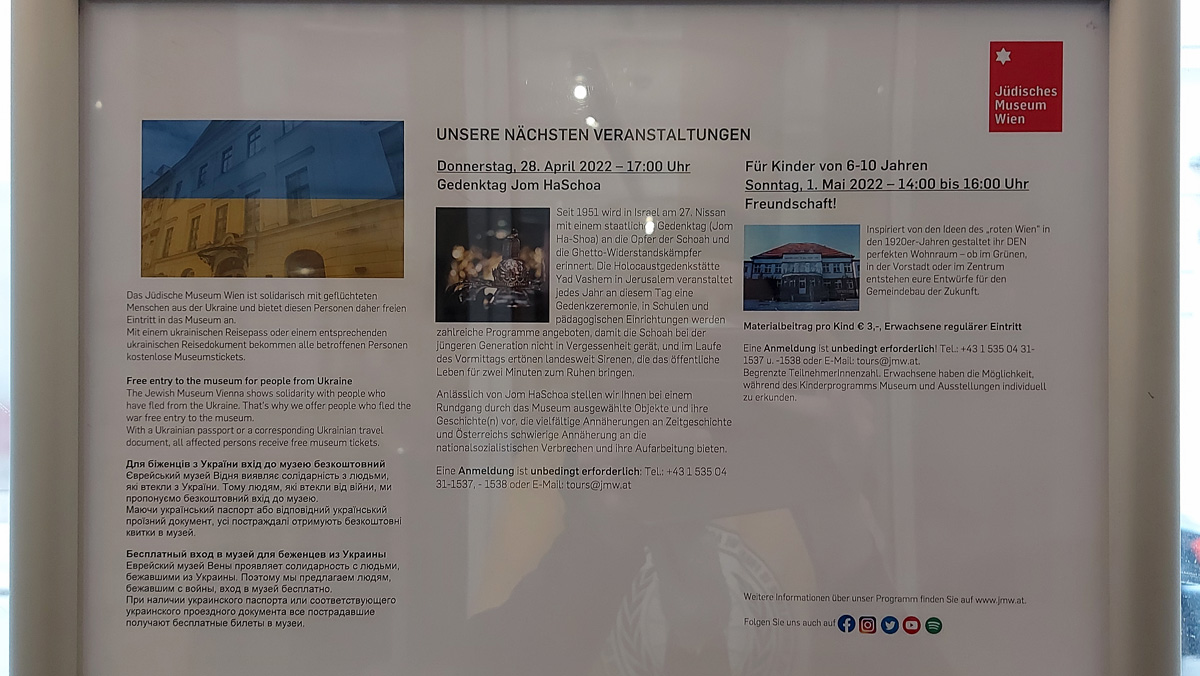 Jüdisches
Museum
Wien
Das Jüdische Museum Wien ist solidarisch mit geflüchteten
Menschen aus der Ukraine und bietet diesen Personen daher freien
Eintritt in das Museum an.
Mit einem ukrainischen Reisepass oder einem entsprechenden
ukrainischen Reisedokument bekommen alle betroffenen Personen
kostenlose Museumstickets.
Free entry to the museum for people from Ukraine
The Jewish Museum Vienna shows solidarity with people who
have fled from the Ukraine. That's why we offer people who fled the
war free entry to the museum.
With a Ukrainian passport or a corresponding Ukrainian travel
document, all affected persons receive free museum tickets.
Для біженців з України вхід до музею безкоштовний
Єврейський музей Відня виявляє солідарність з людьми,
які втекли з України. Тому людям, які втекли від війни, ми
пропонуємо безкоштовний вхід до музею.
Маючи український паспорт або відповідний український
проїзний документ, усі постраждалі отримують безкоштовні
квитки в музей.
Бесплатный вход в музей для беженцев из Украины
Еврейский музей Вены проявляет солидарность с людьми,
бежавшими из Украины. Поэтому мы предлагаем людям,
бежавшим с войны, вход в музей бесплатно.
При наличии украинского паспорта или соответствующего
украинского проездного документа все пострадавшие
получают бесплатные билеты в музеи.
UNSERE NÄCHSTEN VERANSTALTUNGEN
Donnerstag, 28. April 2022 – 17:00 Uhr
Gedenktag Jom HaSchoa
Seit 1951 wird in Israel am 27. Nissan
mit einem staatlichen Gedenktag (Jom
Ha-Shoa) an die Opfer der Schoah und
die Ghetto-Widerstandskämpfer
erinnert. Die Holocaustgedenkstätte
Yad Vashem in Jerusalem veranstaltet
jedes Jahr an diesem Tag eine
Gedenkzeremonie, in Schulen und
pädagogischen Einrichtungen werden
zahlreiche Programme angeboten, damit die Schoah bei der
jüngeren Generation nicht in Vergessenheit gerät, und im Laufe
des Vormittags ertönen landesweit Sirenen, die das öffentliche
Leben für zwei Minuten zum Ruhen bringen.
Anlässlich von Jom HaSchoa stellen wir Ihnen bei einem
Rundgang durch das Museum ausgewählte Objekte und ihre
Geschichte(n) vor, die vielfältige Annäherungen an Zeitgeschichte
und Österreichs schwierige Annäherung an die
nationalsozialistischen Verbrechen und ihre Aufarbeitung bieten.
Eine Anmeldung ist unbedingt erforderlich: Tel.: +43 1 535 04
31-1537, - 1538 oder E-Mail: tours@jmw.at
Für Kinder von 6-10 Jahren
Sonntag, 1. Mai 2022 – 14:00 bis 16:00 Uhr
Freundschaft!
Inspiriert von den Ideen des „roten Wien" in
den 1920er-Jahren gestaltet ihr DEN
perfekten Wohnraum – ob im Grünen,
in der Vorstadt oder im Zentrum
entstehen eure Entwürfe für den
Gemeindebau der Zukunft.
Materialbeitrag pro Kind € 3,-, Erwachsene regulärer Eintritt
Eine Anmeldung ist unbedingt erforderlich! Tel.: +43 1 535 04 31-
1537 u. -1538 oder E-Mail: tours@jmw.at.
Begrenzte TeilnehmerInnenzahl. Erwachsene haben die Möglichkeit,
während des Kinderprogramms Museum und Ausstellungen individuell
zu erkunden.
Weitere Informationen über unser Programm finden Sie auf www.jmw.at.
Folgen Sie uns auch auf